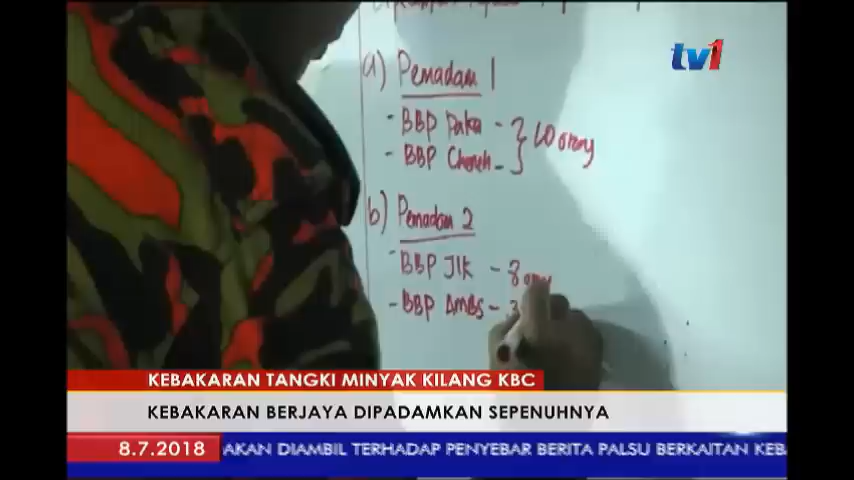 tv1
a) Pemadam 1
- BBP Paka -
- BBP Cheneh - } 10 orang
b) Pemadam 2
- BBP JLK - 8 orang
- BBP AMBS - 3
KEBAKARAN TANGKI MINYAK KILANG KBC
KEBAKARAN BERJAYA DIPADAMKAN SEPENUHNYA
8.7.2018 AKAN DIAMBIL TERHADAP PENYEBAR BERITA PALSU BERKAITAN KEB